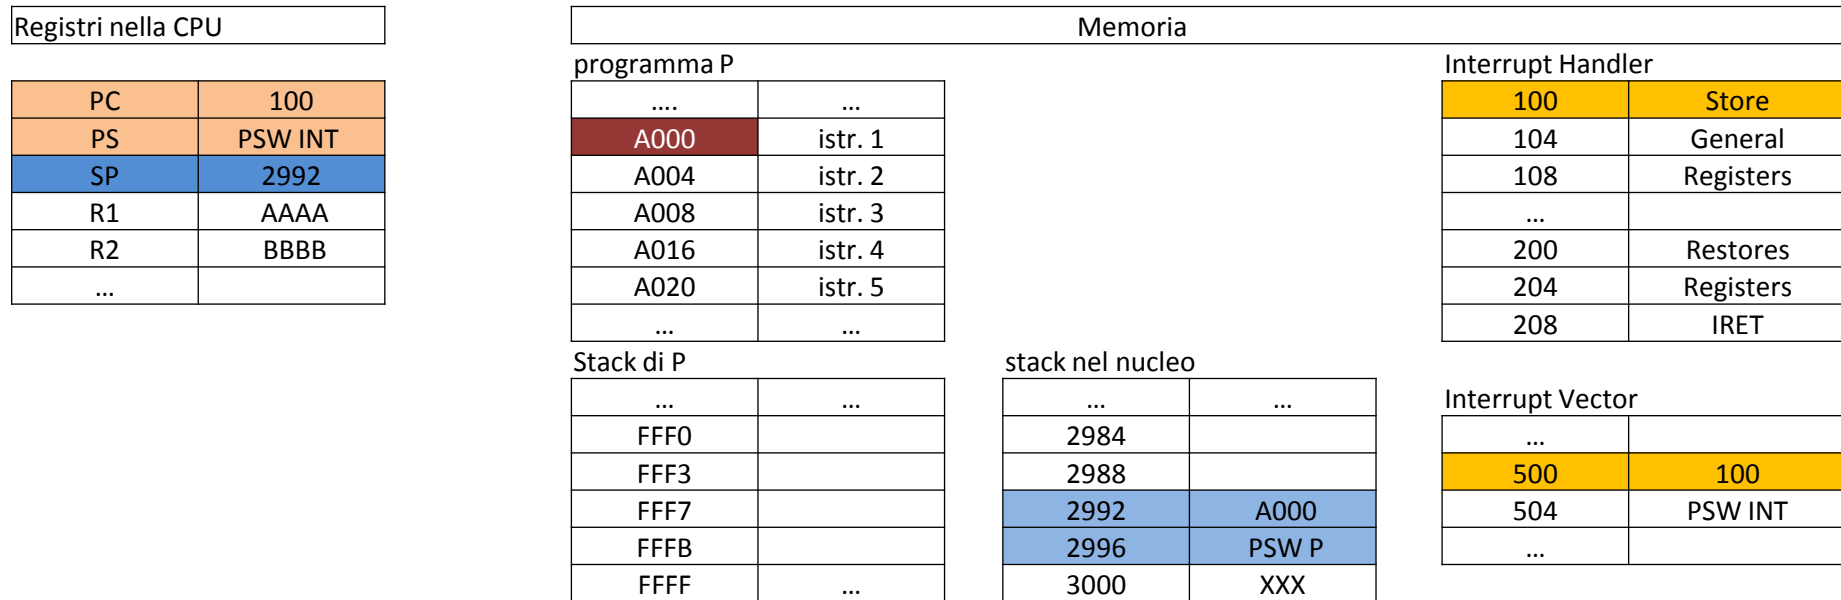 Registri nella CPU
Memoria
programma P
Interrupt Handler
PC 100
PS PSW INT
SP 2992
R1 AAAA
R2 BBBB
...
.... ...
A000 istr. 1
A004 istr. 2
A008 istr. 3
A016 istr. 4
A020 istr. 5
... ...
100 Store
104 General
108 Registers
...
200 Restores
204 Registers
208 IRET
Stack di P
... ...
FFF0
FFF3
FFF7
FFFB
FFFF ...
stack nel nucleo
... ...
2984
2988
2992 A000
2996 PSW P
3000 XXX
Interrupt Vector
...
500 100
504 PSW INT
...